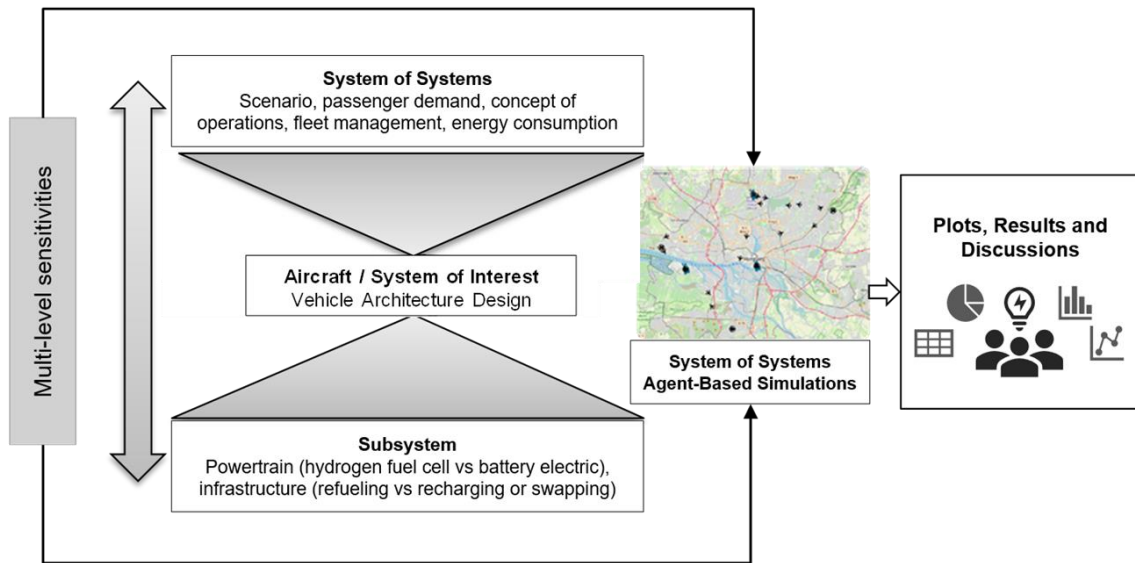 Multi-level sensitivities
System of Systems
Scenario, passenger demand, concept of
operations, fleet management, energy consumption
Aircraft / System of Interest
Vehicle Architecture Design
Subsystem
Powertrain (hydrogen fuel cell vs battery electric),
infrastructure (refueling vs recharging or swapping)
System of Systems
Agent-Based Simulations
Plots, Results and
Discussions